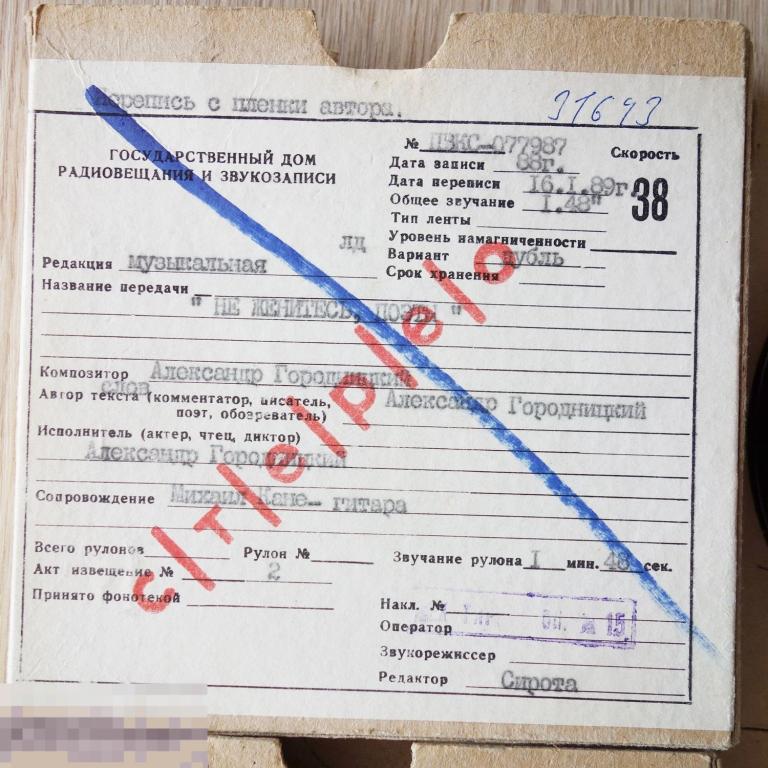 Перепись с пленки автора.
31643
ГОСУДАРСТВЕННЫЙ ДОМ
РАДИОВЕЩАНИЯ И ЗВУКОЗАПИСИ
№ ПЗКС-077987
Дата записи 88г.
Дата переписи 16.I.89г.
Общее звучание I.48"
Тип ленты
Уровень намагниченности
Вариант дубль
Срок хранения
Скорость
38
лд
Редакция музыкальная
Название передачи
" НЕ ЖЕНИТЕСЬ, ПОЭТЫ "
Композитор Александр Городницкий
слов
Автор текста (комментатор, писатель,
поэт, обозреватель) Александр Городницкий
Исполнитель (актер, чтец, диктор)
Александр Городницкий
Сопровождение Михаил Кане- гитара
с/т/е/р/е/о
Всего рулонов Рулон № Звучание рулона I мин. 48 сек.
Акт извещение № 2
Принято фонотекой
Накл. №
15
Оператор
Звукорежиссер
Редактор Сирота